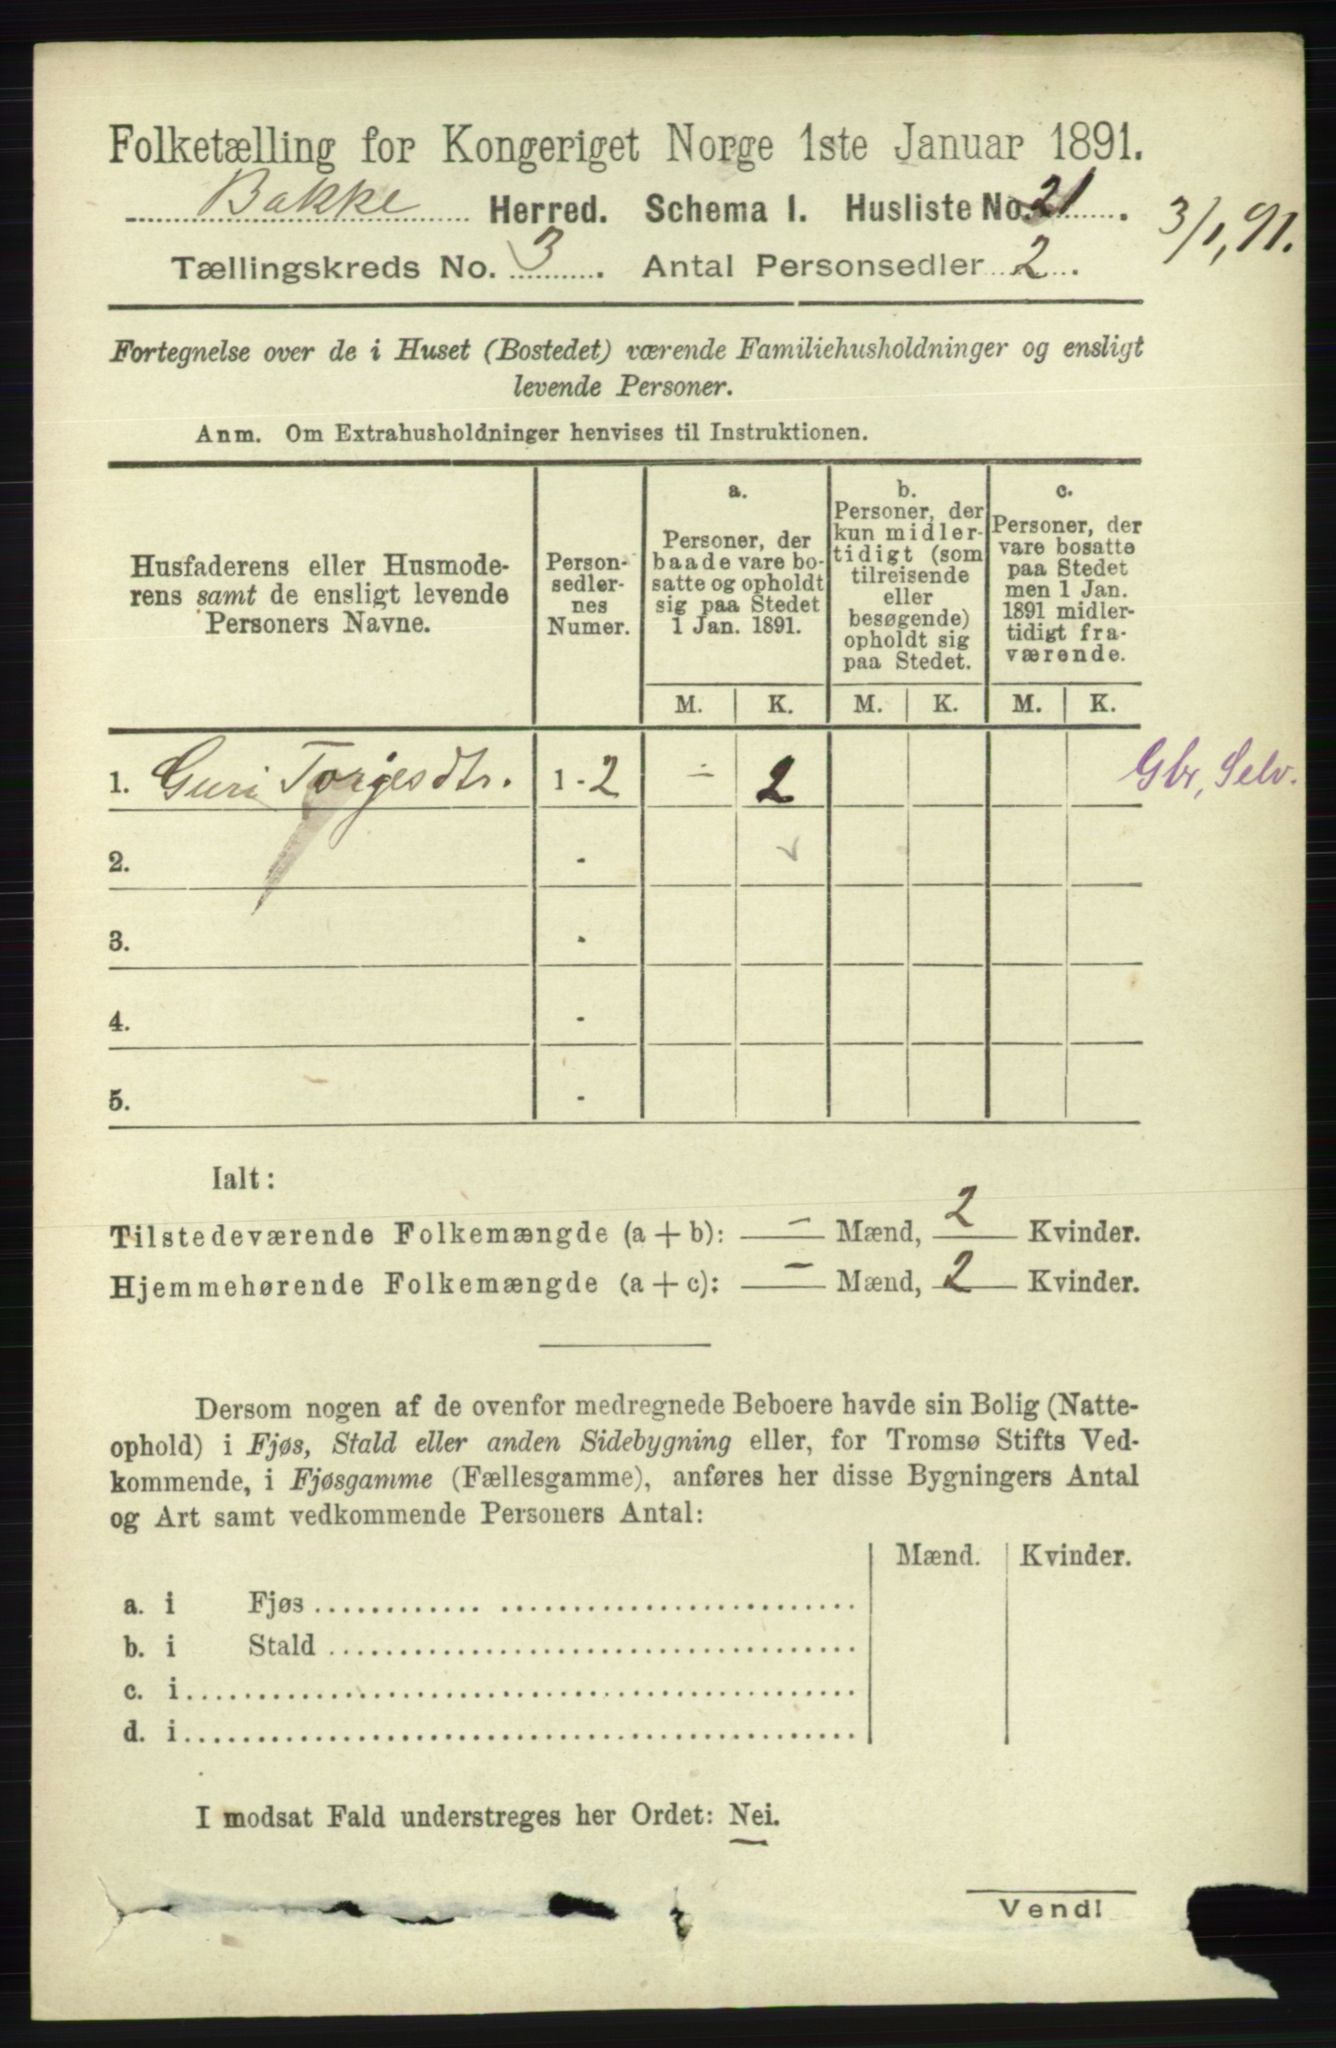 Folketælling for Kongeriget Norge 1ste Januar 1891.
Bakke Herred. Schema I. Husliste No. 21.
3/1, 91.
Tællingskreds No. 3. Antal Personsedler 2.
Fortegnelse over de i Huset (Bostedet) værende Familiehusholdninger og ensligt
levende Personer.
Anm. Om Extrahusholdninger henvises til Instruktionen.
Husfaderens eller Husmode-
rens samt de ensligt levende
Personers Navne.
Person-
sedler-
nes
Numer.
a.
Personer, der
baade vare bo-
satte og opholdt
sig paa Stedet
1 Jan. 1891.
b.
Personer, der
kun midler-
tidigt (som
tilreisende
eller
besøgende)
opholdt sig
paa Stedet.
c.
Personer, der
vare bosatte
paa Stedet
men 1 Jan.
1891 midler-
tidigt fra-
værende.
M. K. M. K. M. K.
1. Guri Torjesdtr. 1 - 2 - 2 Gbr, Selv.
2. -
3. -
4. -
5. -
Ialt:
Tilstedeværende Folkemængde (a + b): - Mænd, 2 Kvinder.
Hjemmehørende Folkemængde (a + c): - Mænd, 2 Kvinder.
Dersom nogen af de ovenfor medregnede Beboere havde sin Bolig (Natte-
ophold) i Fjøs, Stald eller anden Sidebygning eller, for Tromsø Stifts Ved-
kommende, i Fjøsgamme (Fællesgamme), anføres her disse Bygningers Antal
og Art samt vedkommende Personers Antal:
Mænd. Kvinder.
a. i Fjøs
b. i Stald
c. i
d. i
I modsat Fald understreges her Ordet: Nei.
Vend!